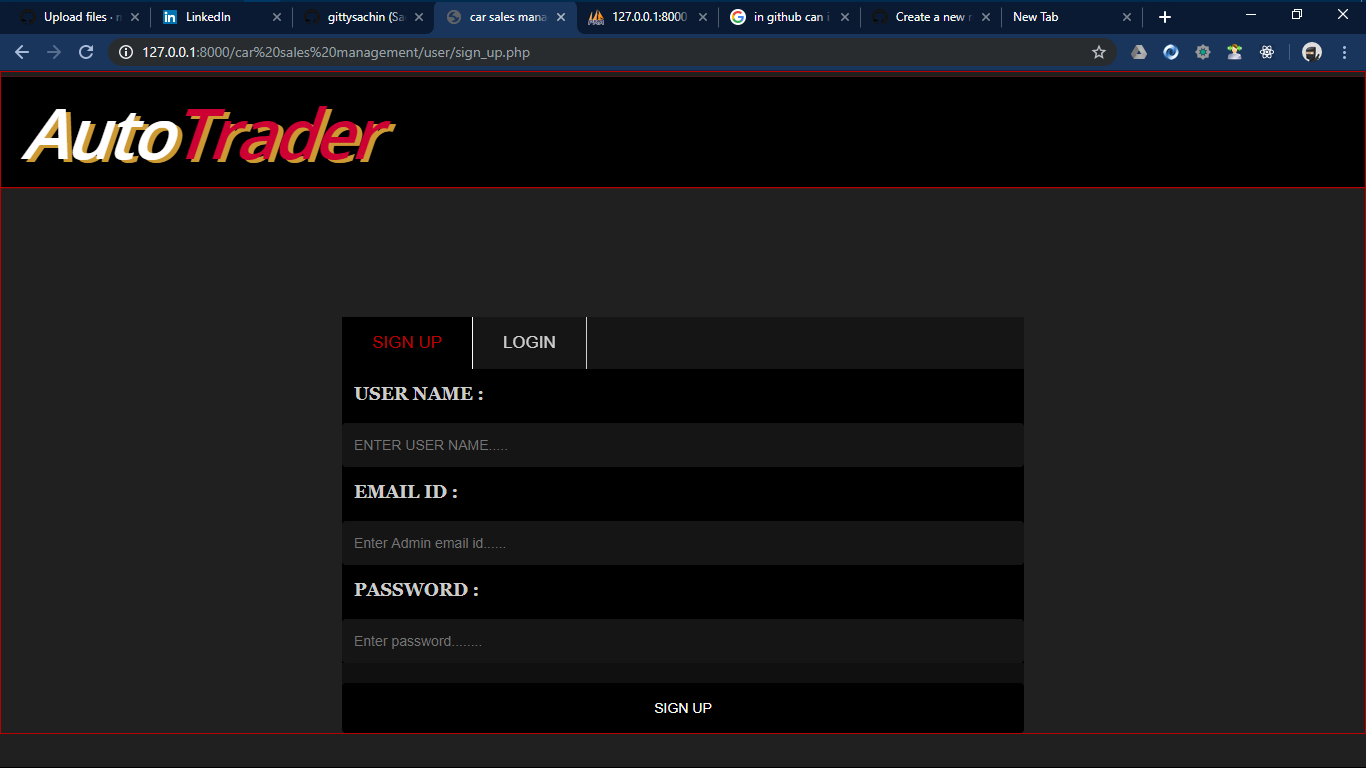 Upload files · m
LinkedIn
gittysachin (Sa
car sales mana
127.0.0.1:8000
in github can i
Create a new r
New Tab
127.0.0.1:8000/car%20sales%20management/user/sign_up.php
AutoTrader
SIGN UP LOGIN
USER NAME :
ENTER USER NAME.....
EMAIL ID :
Enter Admin email id......
PASSWORD :
Enter password........
SIGN UP